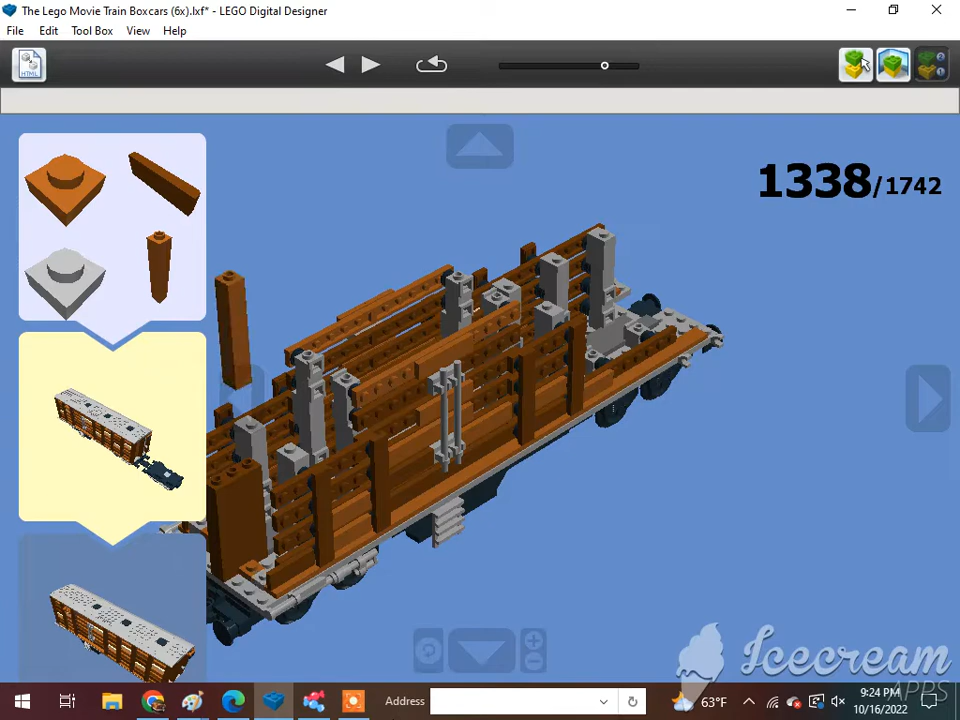 The Lego Movie Train Boxcars (6x).lxf* - LEGO Digital Designer
File Edit Tool Box View Help
HTML
1338/1742
Icecream
APPS
Address
63°F
9:24 PM
10/16/2022